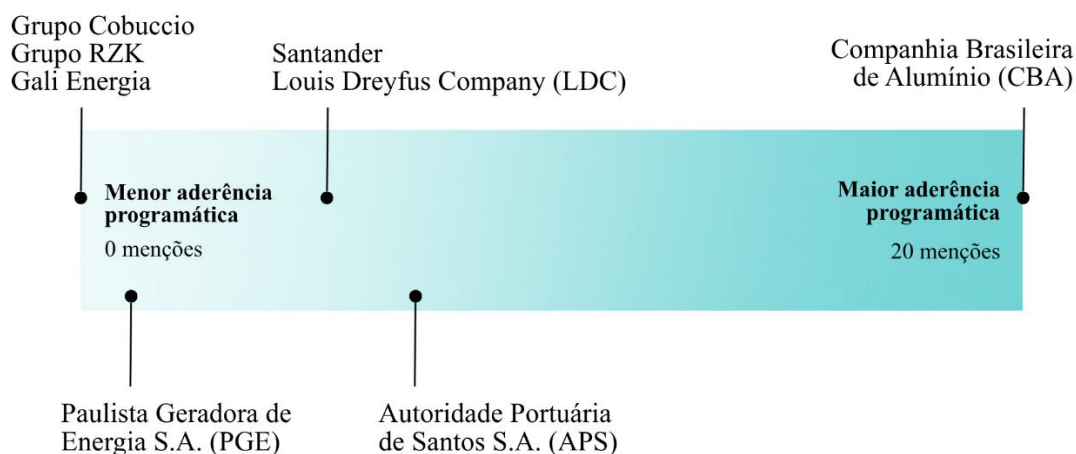 Grupo Cobuccio
Grupo RZK
Gali Energia
Santander
Louis Dreyfus Company (LDC)
Companhia Brasileira
de Alumínio (CBA)
Menor aderência
programática
0 menções
Maior aderência
programática
20 menções
Paulista Geradora de
Energia S.A. (PGE)
Autoridade Portuária
de Santos S.A. (APS)